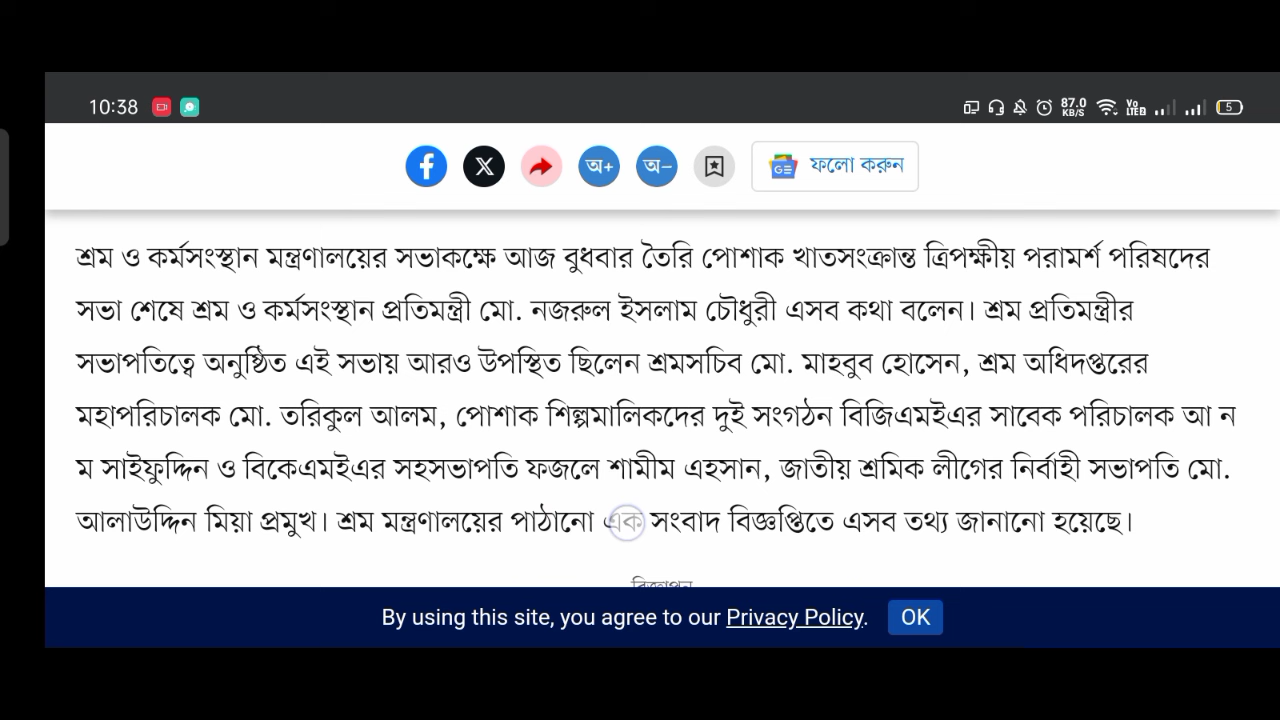 10:38
87.0
KB/S
Vo
LTE2
5
অ+
অ−
GE
ফলো করুন
শ্রম ও কর্মসংস্থান মন্ত্রণালয়ের সভাকক্ষে আজ বুধবার তৈরি পোশাক খাতসংক্রান্ত ত্রিপক্ষীয় পরামর্শ পরিষদের
সভা শেষে শ্রম ও কর্মসংস্থান প্রতিমন্ত্রী মো. নজরুল ইসলাম চৌধুরী এসব কথা বলেন। শ্রম প্রতিমন্ত্রীর
সভাপতিত্বে অনুষ্ঠিত এই সভায় আরও উপস্থিত ছিলেন শ্রমসচিব মো. মাহবুব হোসেন, শ্রম অধিদপ্তরের
মহাপরিচালক মো. তরিকুল আলম, পোশাক শিল্পমালিকদের দুই সংগঠন বিজিএমইএর সাবেক পরিচালক আ ন
ম সাইফুদ্দিন ও বিকেএমইএর সহসভাপতি ফজলে শামীম এহসান, জাতীয় শ্রমিক লীগের নির্বাহী সভাপতি মো.
আলাউদ্দিন মিয়া প্রমুখ। শ্রম মন্ত্রণালয়ের পাঠানো এক সংবাদ বিজ্ঞপ্তিতে এসব তথ্য জানানো হয়েছে।
বিজ্ঞাপন
By using this site, you agree to our Privacy Policy. OK